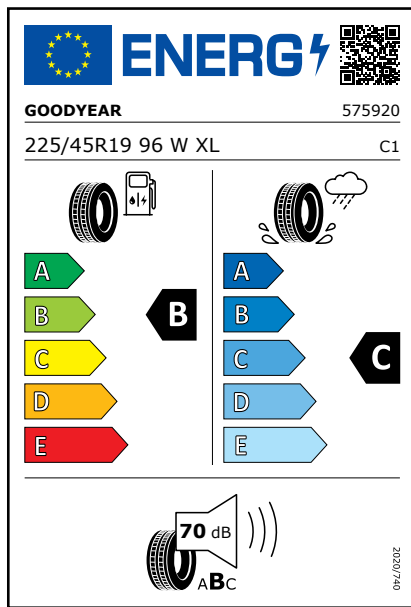 ENERG
GOODYEAR 575920
225/45R19 96 W XL C1
A A
B B B
C C C
D D
E E
70 dB
ABC
2020/740